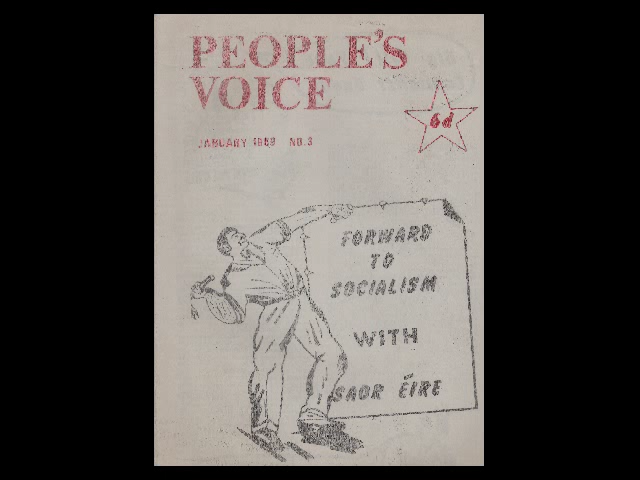 PEOPLE'S
VOICE
6d
JANUARY 1969 NO.3
FORWARD
TO
SOCIALISM
WITH
SAOR ÉIRE